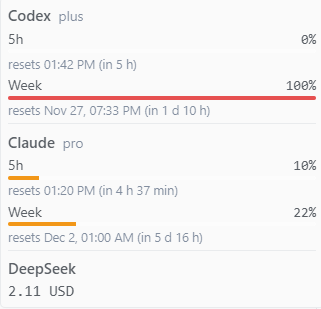 Codex plus
5h 0%
resets 01:42 PM (in 5 h)
Week 100%
resets Nov 27, 07:33 PM (in 1 d 10 h)
Claude pro
5h 10%
resets 01:20 PM (in 4 h 37 min)
Week 22%
resets Dec 2, 01:00 AM (in 5 d 16 h)
DeepSeek
2.11 USD